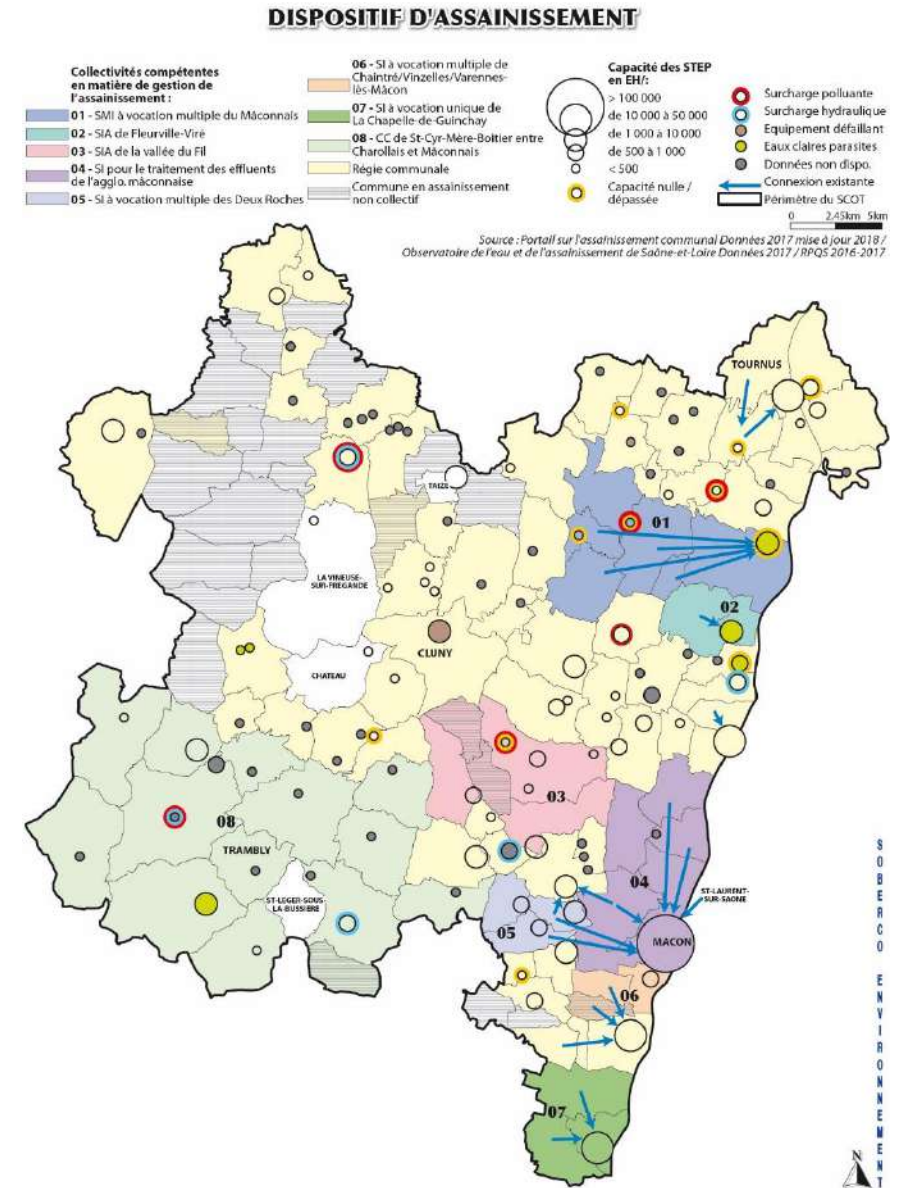 DISPOSITIF D'ASSAINISSEMENT
Collectivités compétentes
en matière de gestion de
l'assainissement :
01 - SMI à vocation multiple du Mâconnais
02 - SIA de Fleurville-Viré
03 - SIA de la vallée du Fil
04 - SI pour le traitement des effluents
de l'agglo. mâconnaise
05 - SI à vocation multiple des Deux Roches
06 - SI à vocation multiple de
Chaintré/Vinzelles/Varennes-
lès-Mâcon
07 - SI à vocation unique de
La Chapelle-de-Guinchay
08 - CC de St-Cyr-Mère-Boitier entre
Charollais et Mâconnais
Régie communale
Commune en assainissement
non collectif
Capacité des STEP
en EH/:
> 100 000
de 10 000 à 50 000
de 1 000 à 10 000
de 500 à 1 000
< 500
Capacité nulle /
dépassée
Surcharge polluante
Surcharge hydraulique
Equipement défaillant
Eaux claires parasites
Données non dispo.
Connexion existante
Périmètre du SCOT
0 2.45km 5km
Source : Portail sur l'assainissement communal Données 2017 mise à jour 2018 /
Observatoire de l'eau et de l'assainissement de Saône-et-Loire Données 2017 / RPQS 2016-2017
TOURNUS
TAIZE
01
LA VINEUSE-
SUR-FREGANDE
02
CLUNY
CHATEAU
03
08
TRAMBLY
04
ST-LEGER-SOUS
LA-BUSSIERE
ST-LAURENT-
SUR-SAONE
05
MACON
06
07
SOBERCO ENVIRONNEMENT
N